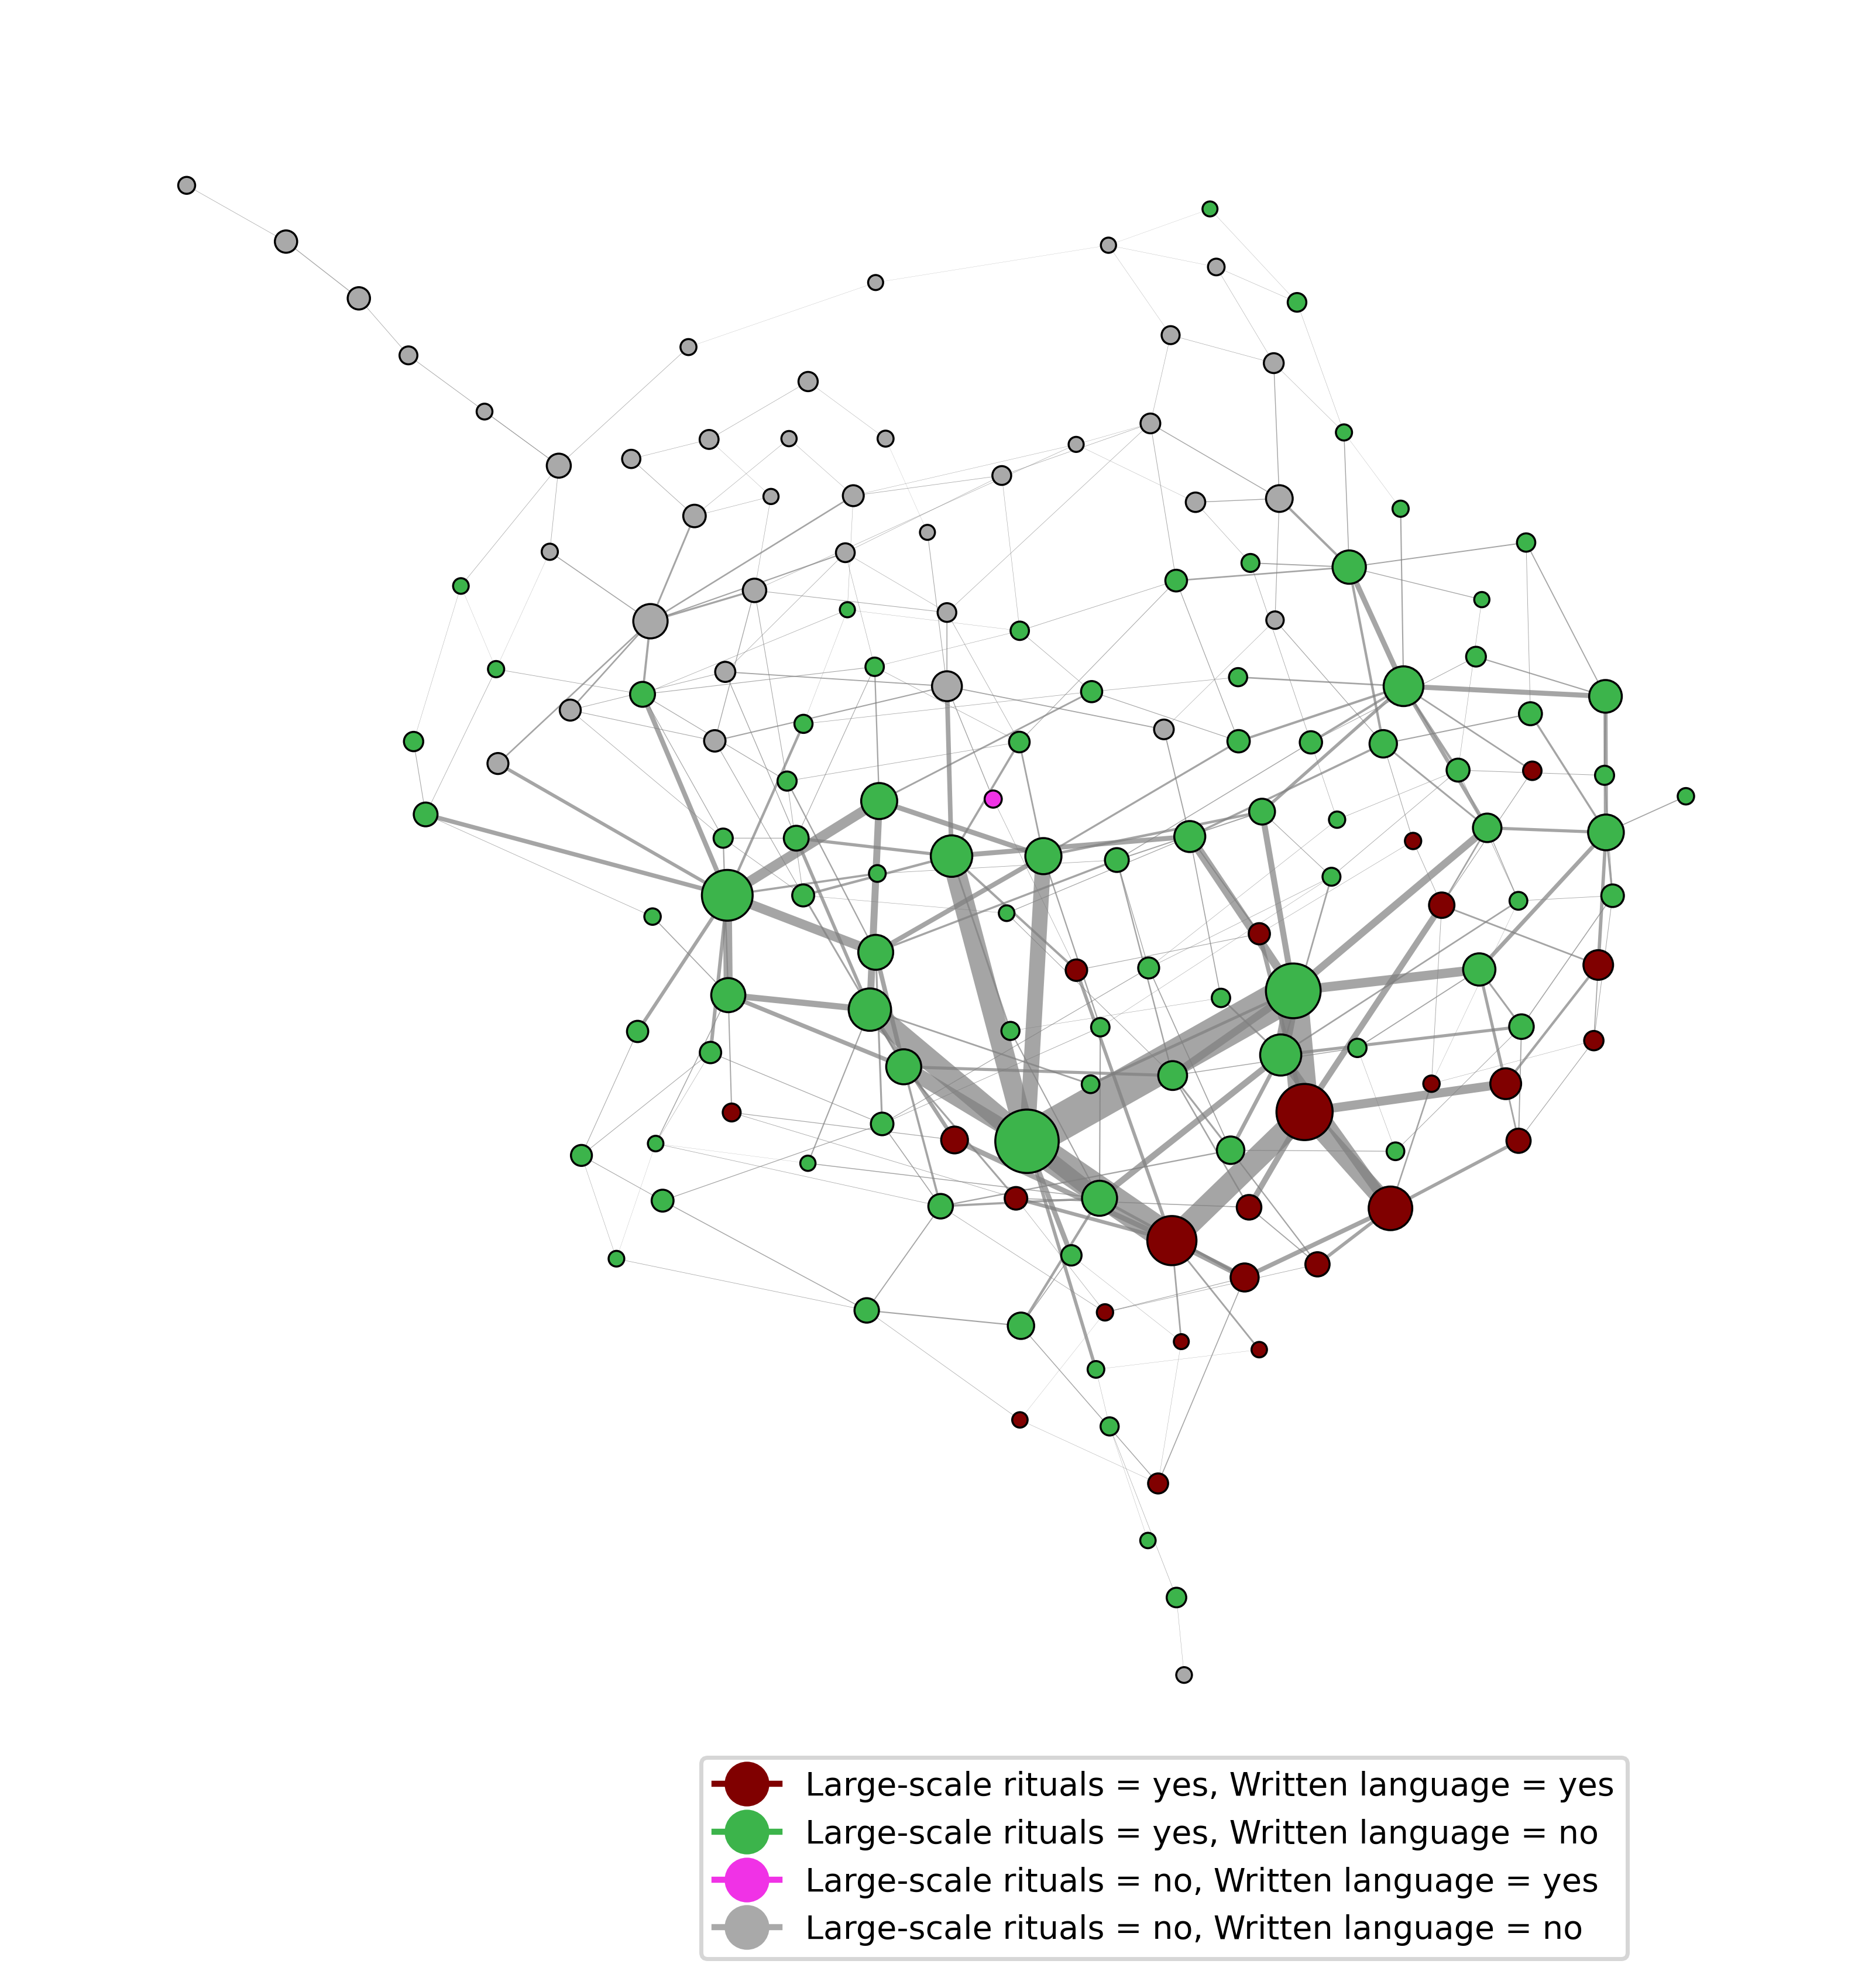 Large-scale rituals = yes, Written language = yes
Large-scale rituals = yes, Written language = no
Large-scale rituals = no, Written language = yes
Large-scale rituals = no, Written language = no